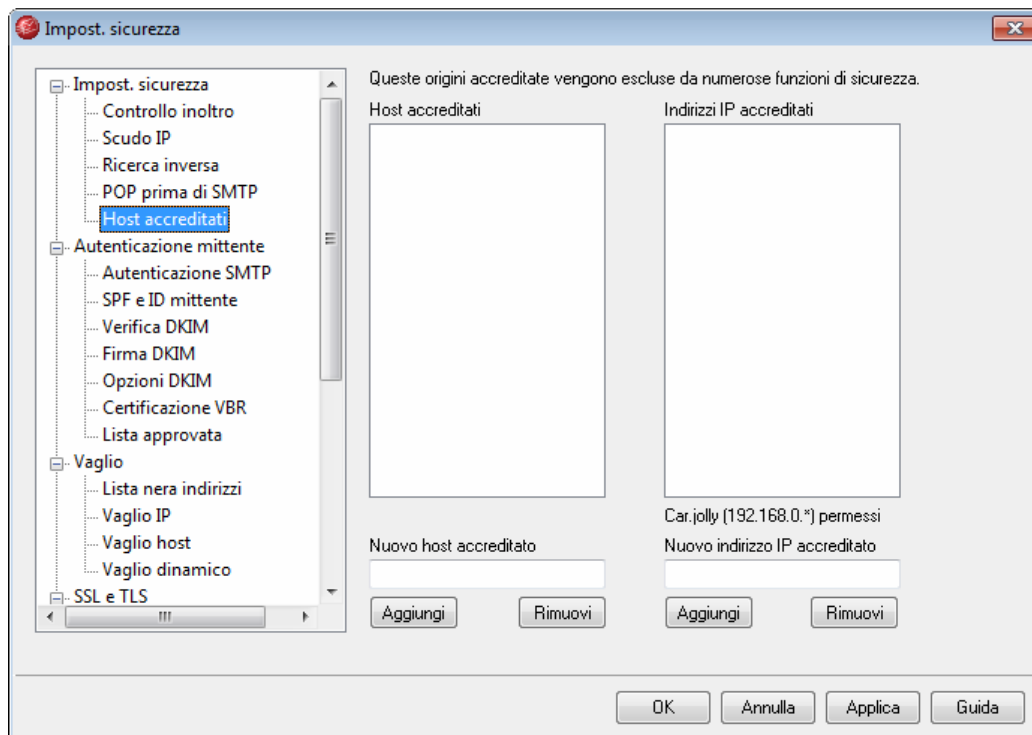 Impost. sicurezza
Impost. sicurezza
Controllo inoltro
Scudo IP
Ricerca inversa
POP prima di SMTP
Host accreditati
Autenticazione mittente
Autenticazione SMTP
SPF e ID mittente
Verifica DKIM
Firma DKIM
Opzioni DKIM
Certificazione VBR
Lista approvata
Vaglio
Lista nera indirizzi
Vaglio IP
Vaglio host
Vaglio dinamico
SSL e TLS
Queste origini accreditate vengono escluse da numerose funzioni di sicurezza.
Host accreditati
Indirizzi IP accreditati
Car.jolly (192.168.0.*) permessi
Nuovo host accreditato
Nuovo indirizzo IP accreditato
Aggiungi
Rimuovi
Aggiungi
Rimuovi
OK
Annulla
Applica
Guida